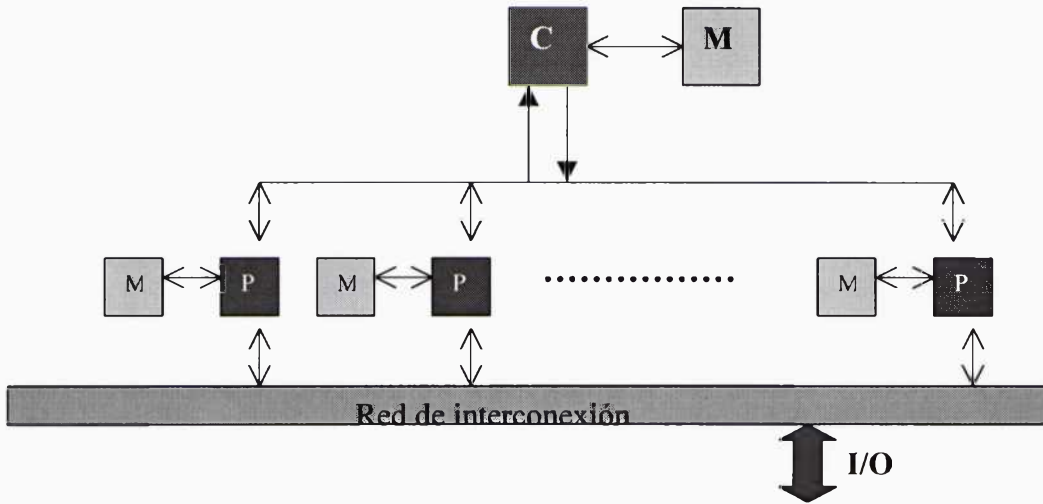 C M
M P M P .............. M P
Red de interconexión
I/O